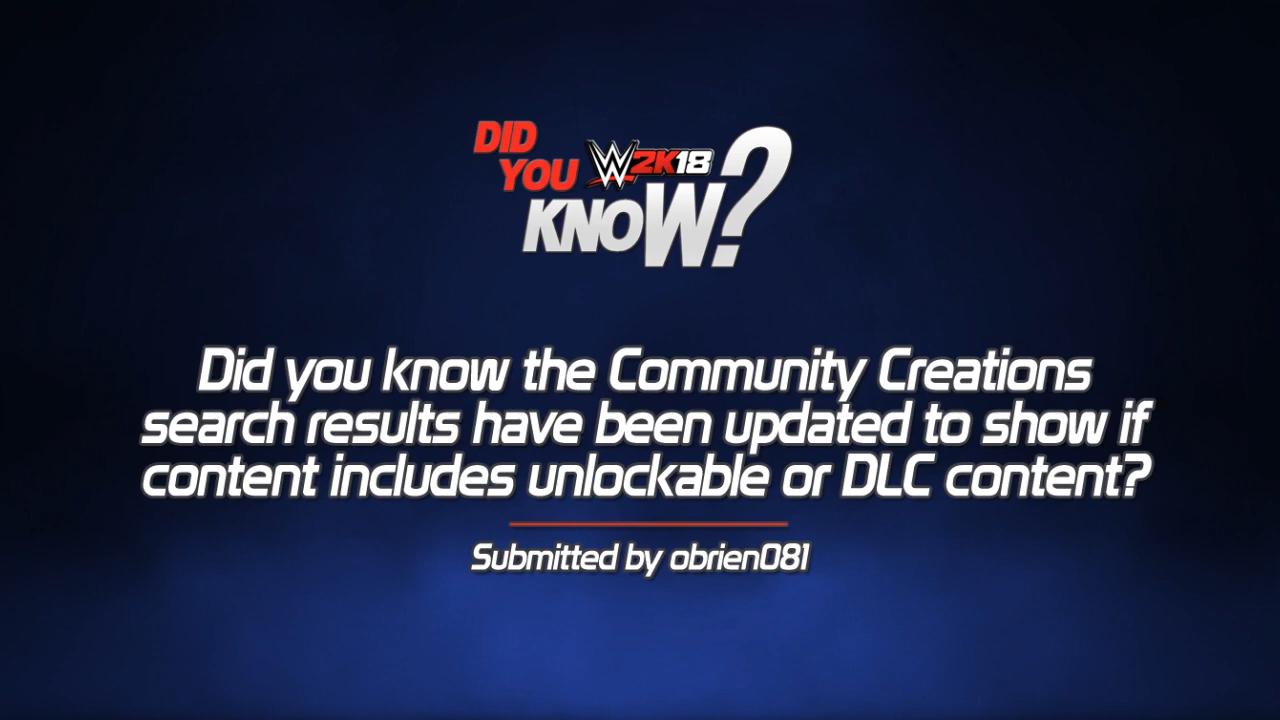 DID
YOU W2K18
KNOW?
Did you know the Community Creations
search results have been updated to show if
content includes unlockable or DLC content?
Submitted by obrien081